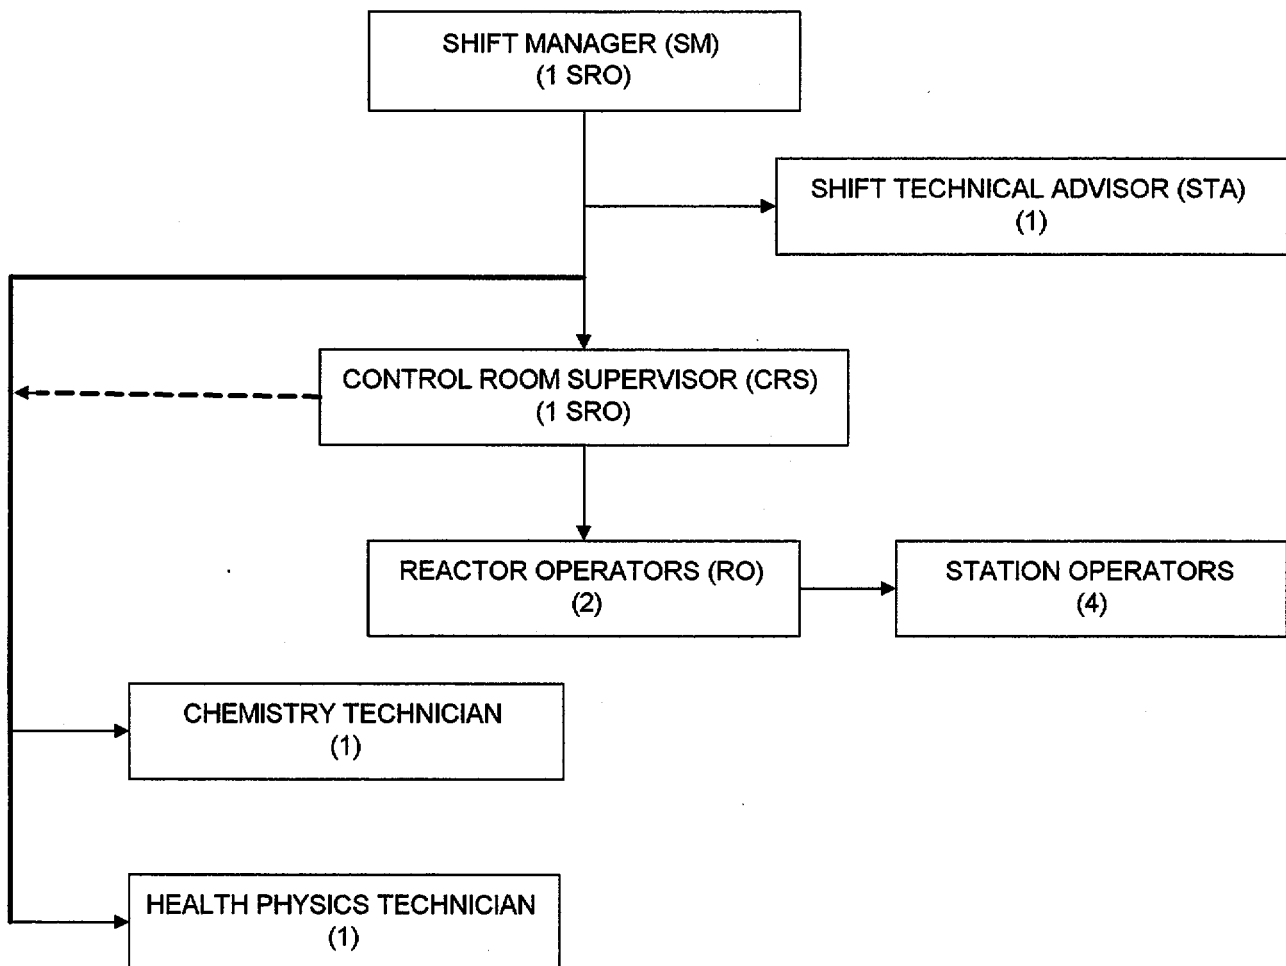 SHIFT MANAGER (SM)
(1 SRO)
SHIFT TECHNICAL ADVISOR (STA)
(1)
CONTROL ROOM SUPERVISOR (CRS)
(1 SRO)
REACTOR OPERATORS (RO)
(2)
STATION OPERATORS
(4)
CHEMISTRY TECHNICIAN
(1)
HEALTH PHYSICS TECHNICIAN
(1)